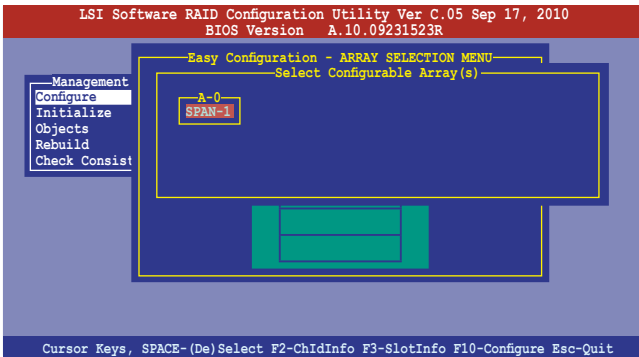 LSI Software RAID Configuration Utility Ver C.05 Sep 17, 2010
BIOS Version A.10.09231523R
Easy Configuration - ARRAY SELECTION MENU
Select Configurable Array(s)
Management
Configure
Initialize
Objects
Rebuild
Check Consist
A-0
SPAN-1
Cursor Keys, SPACE-(De)Select F2-ChIdInfo F3-SlotInfo F10-Configure Esc-Quit